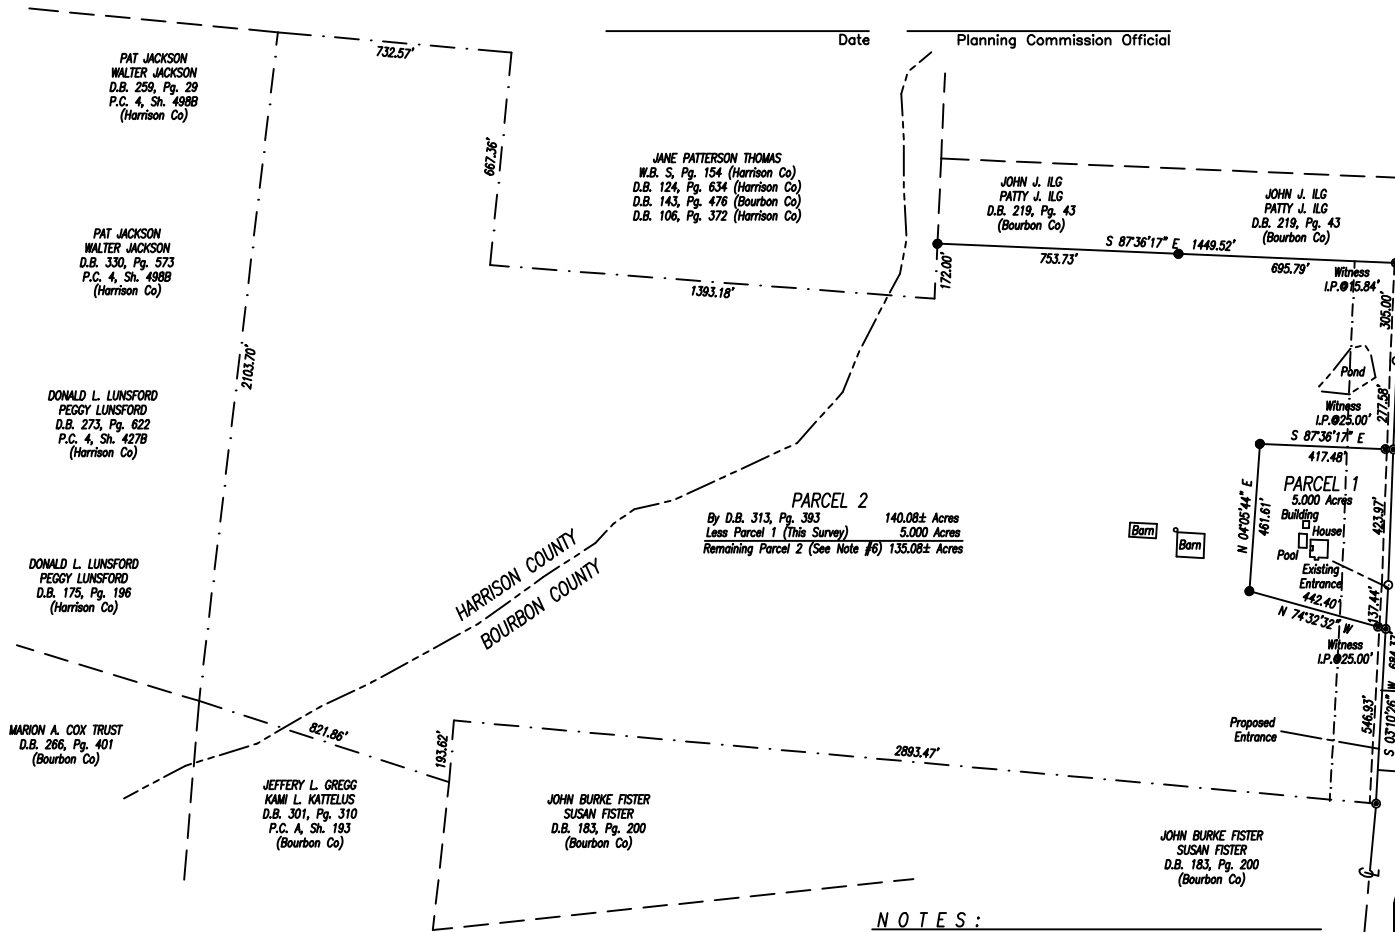 Date
Planning Commission Official
732.57'
PAT JACKSON
WALTER JACKSON
D.B. 259, Pg. 29
P.C. 4, Sh. 498B
(Harrison Co)
667.36'
JANE PATTERSON THOMAS
W.B. S, Pg. 154 (Harrison Co)
D.B. 124, Pg. 634 (Harrison Co)
D.B. 143, Pg. 476 (Bourbon Co)
D.B. 106, Pg. 372 (Harrison Co)
JOHN J. ILG
PATTY J. ILG
D.B. 219, Pg. 43
(Bourbon Co)
JOHN J. ILG
PATTY J. ILG
D.B. 219, Pg. 43
(Bourbon Co)
PAT JACKSON
WALTER JACKSON
D.B. 330, Pg. 573
P.C. 4, Sh. 498B
(Harrison Co)
S 87°36'17" E 1449.52'
753.73'
695.79'
172.00'
1393.18'
Witness
I.P.@15.84'
305.00'
2103.70'
Pond
277.58'
Witness
I.P.@25.00'
DONALD L. LUNSFORD
PEGGY LUNSFORD
D.B. 273, Pg. 622
P.C. 4, Sh. 427B
(Harrison Co)
S 87°36'17" E
417.48'
PARCEL 1
5.000 Acres
N 04°05'44" E
461.61'
423.97'
Building
House
Pool
Existing
Entrance
PARCEL 2
By D.B. 313, Pg. 393 140.08± Acres
Less Parcel 1 (This Survey) 5.000 Acres
Remaining Parcel 2 (See Note #6) 135.08± Acres
Barn
Barn
HARRISON COUNTY
BOURBON COUNTY
DONALD L. LUNSFORD
PEGGY LUNSFORD
D.B. 175, Pg. 196
(Harrison Co)
442.40'
N 74°32'32" W
137.44'
Witness
I.P.@25.00'
S 03°10'26" W
546.93'
Proposed
Entrance
MARION A. COX TRUST
D.B. 266, Pg. 401
(Bourbon Co)
821.86'
193.62'
2893.47'
JEFFERY L. GREGG
KAMI L. KATTELUS
D.B. 301, Pg. 310
P.C. A, Sh. 193
(Bourbon Co)
JOHN BURKE FISTER
SUSAN FISTER
D.B. 183, Pg. 200
(Bourbon Co)
JOHN BURKE FISTER
SUSAN FISTER
D.B. 183, Pg. 200
(Bourbon Co)
NOTES: